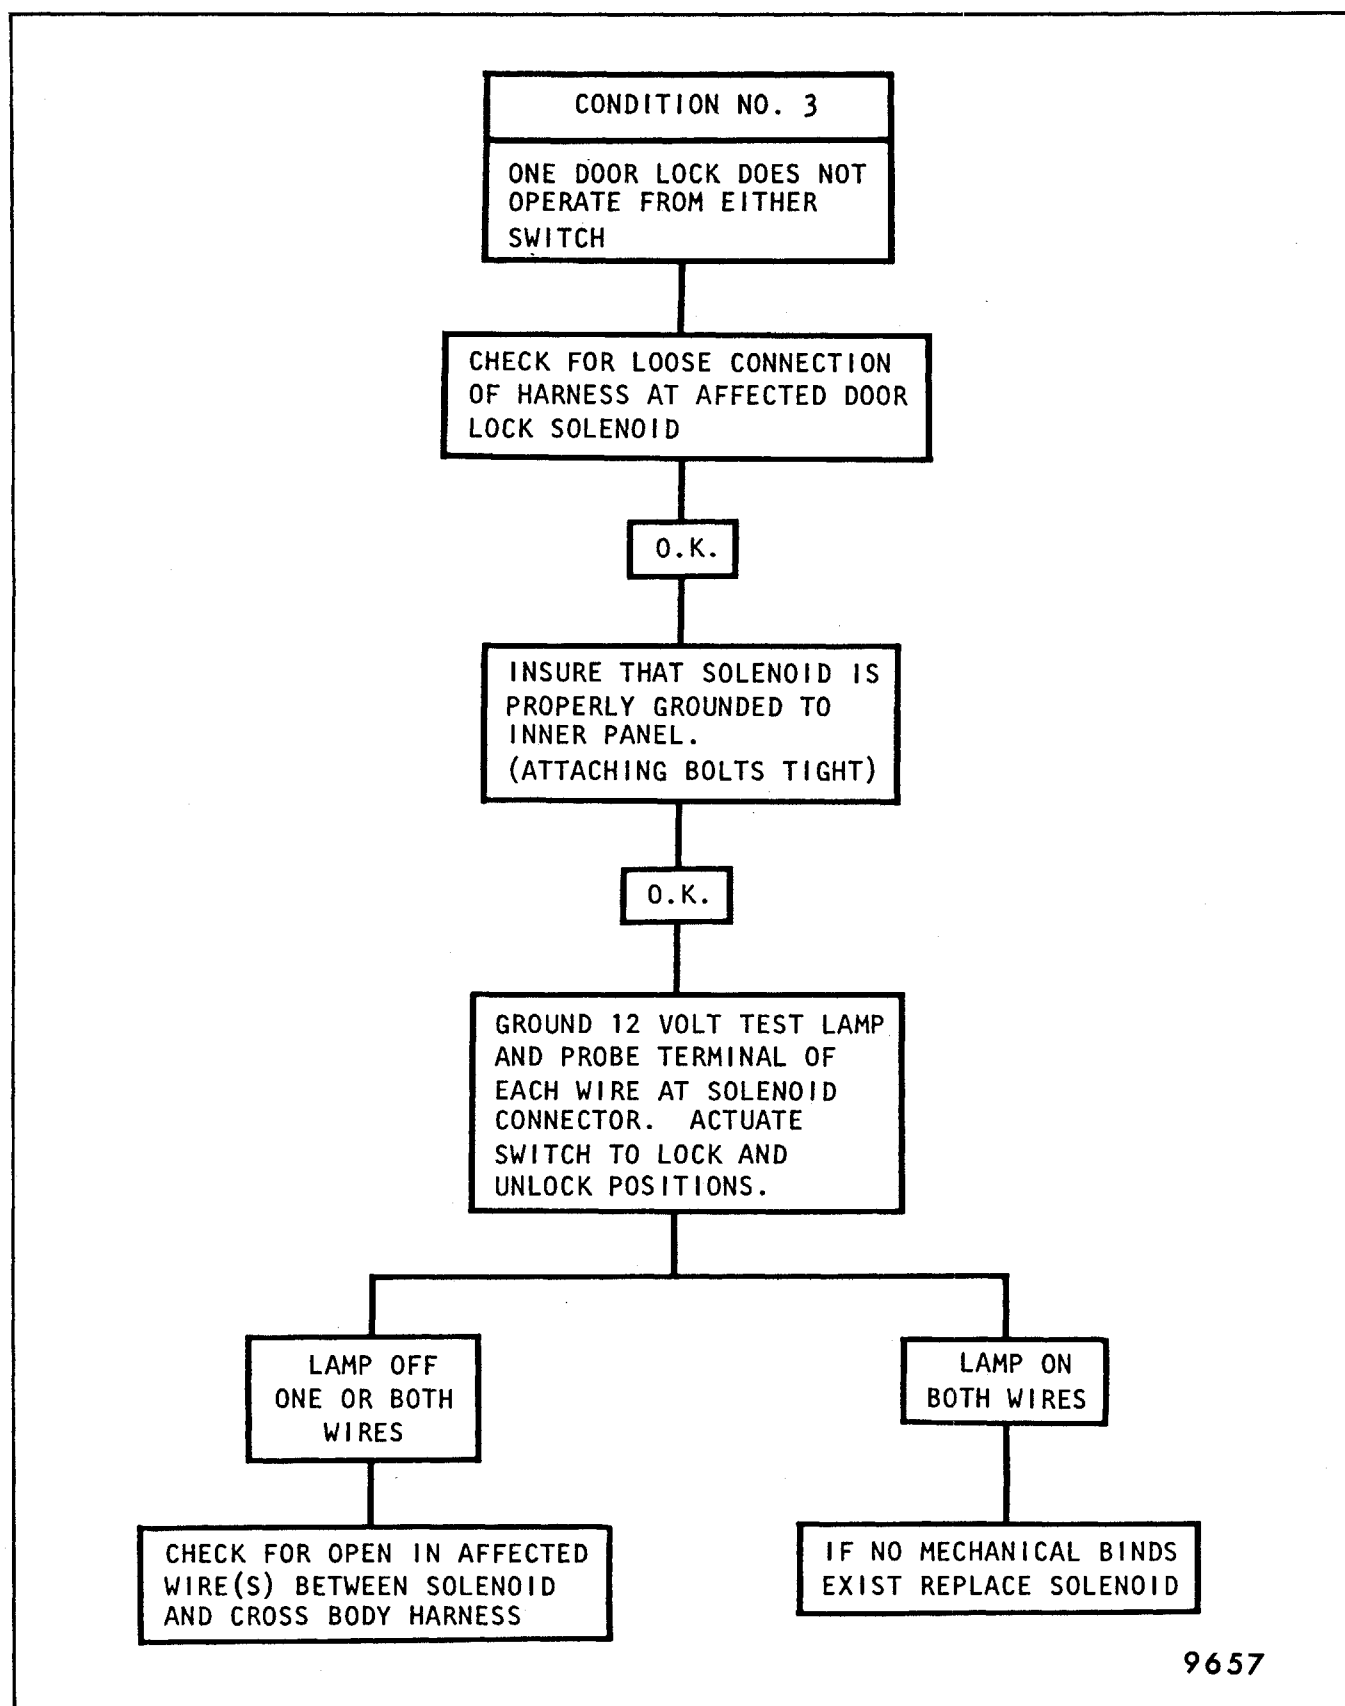 CONDITION NO. 3
ONE DOOR LOCK DOES NOT
OPERATE FROM EITHER
SWITCH
CHECK FOR LOOSE CONNECTION
OF HARNESS AT AFFECTED DOOR
LOCK SOLENOID
O.K.
INSURE THAT SOLENOID IS
PROPERLY GROUNDED TO
INNER PANEL.
(ATTACHING BOLTS TIGHT)
O.K.
GROUND 12 VOLT TEST LAMP
AND PROBE TERMINAL OF
EACH WIRE AT SOLENOID
CONNECTOR. ACTUATE
SWITCH TO LOCK AND
UNLOCK POSITIONS.
LAMP OFF
ONE OR BOTH
WIRES
LAMP ON
BOTH WIRES
CHECK FOR OPEN IN AFFECTED
WIRE(S) BETWEEN SOLENOID
AND CROSS BODY HARNESS
IF NO MECHANICAL BINDS
EXIST REPLACE SOLENOID
9657